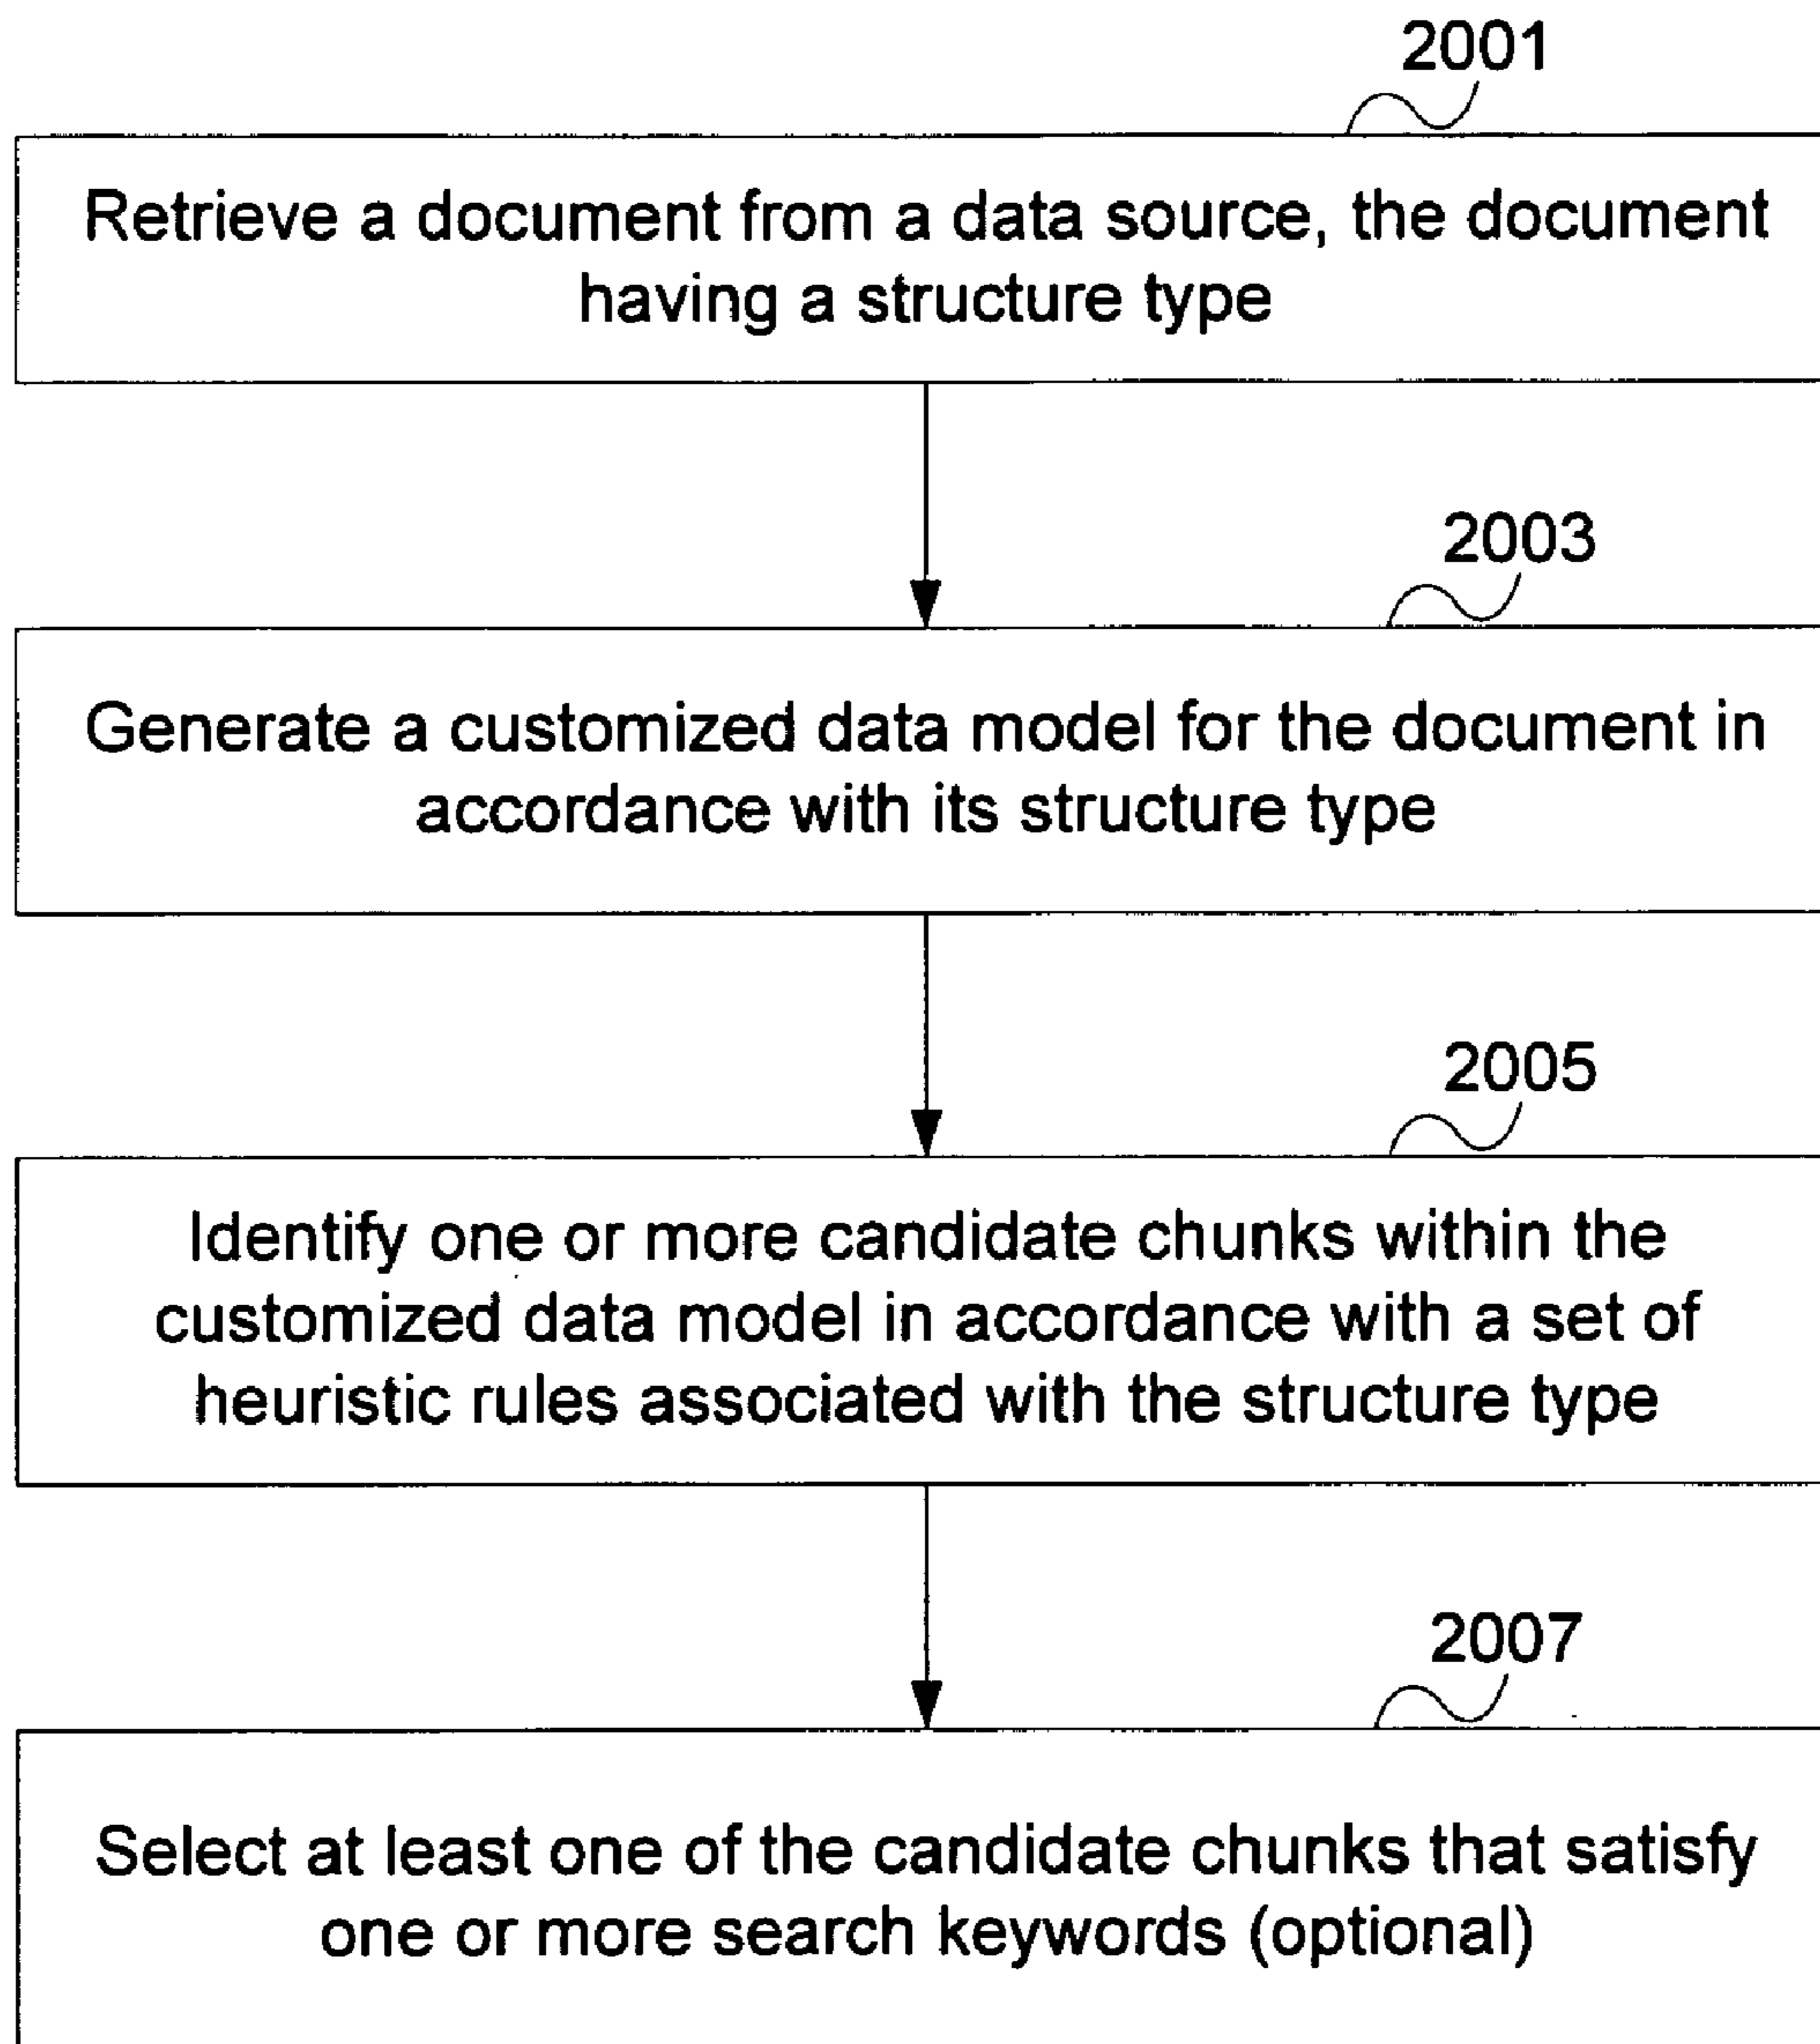 2001
Retrieve a document from a data source, the document
having a structure type
2003
Generate a customized data model for the document in
accordance with its structure type
2005
Identify one or more candidate chunks within the
customized data model in accordance with a set of
heuristic rules associated with the structure type
2007
Select at least one of the candidate chunks that satisfy
one or more search keywords (optional)